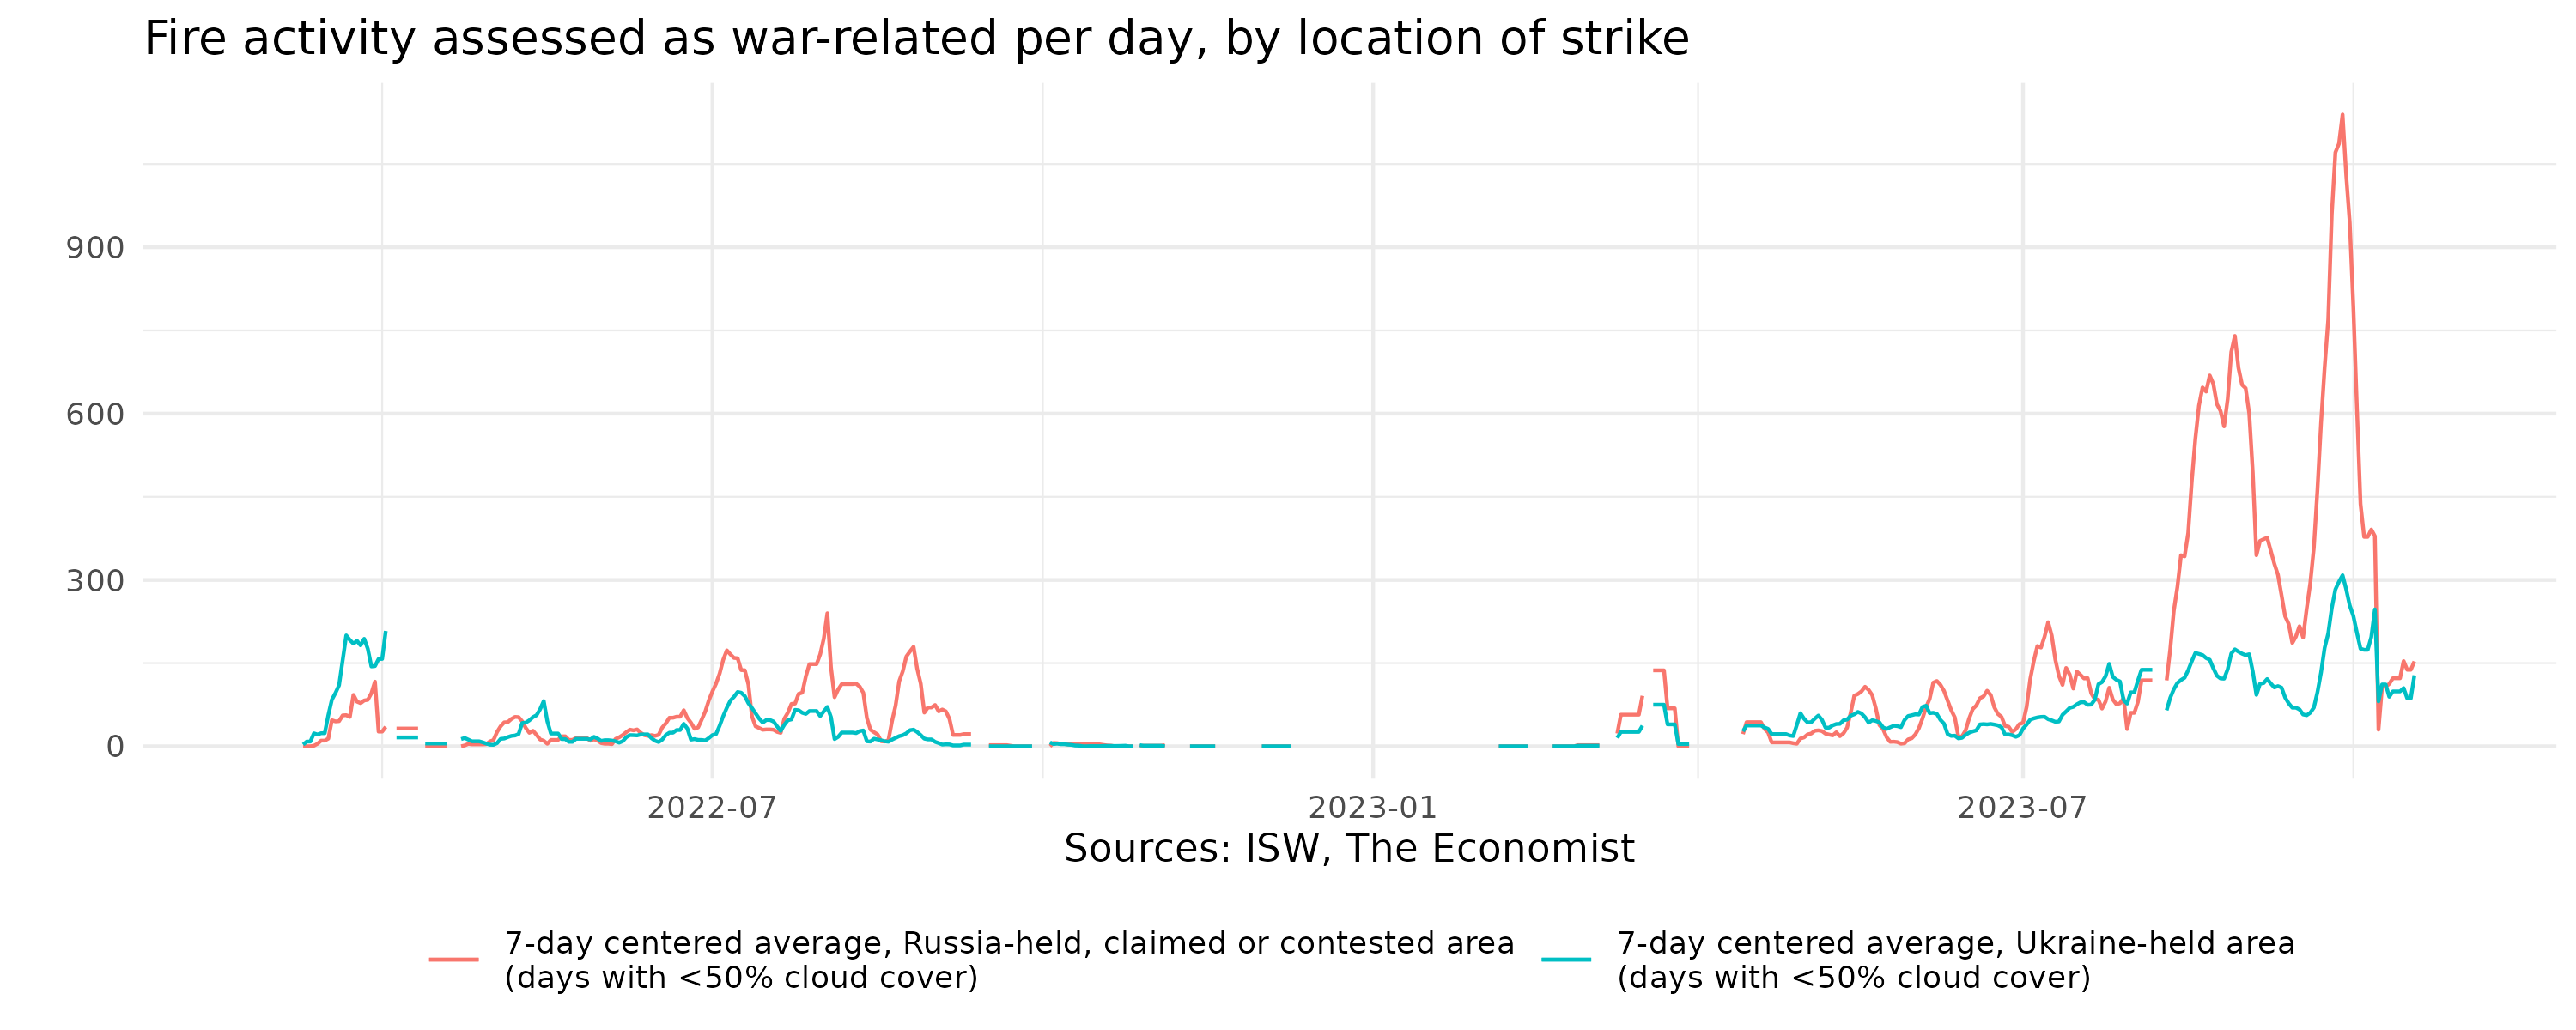 Fire activity assessed as war-related per day, by location of strike
900
600
300
0
2022-07
2023-01
2023-07
Sources: ISW, The Economist
7-day centered average, Russia-held, claimed or contested area
(days with <50% cloud cover)
7-day centered average, Ukraine-held area
(days with <50% cloud cover)